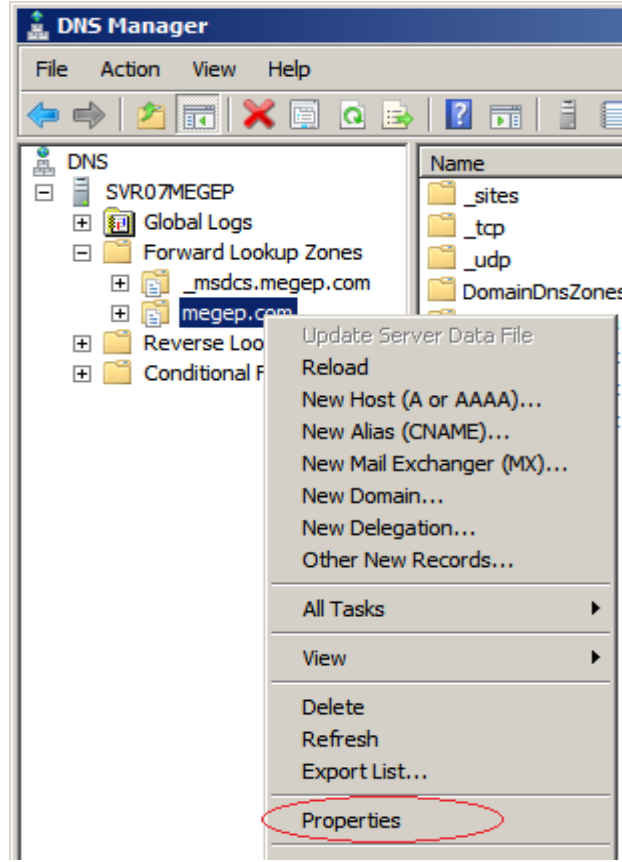 DNS Manager
File Action View Help
DNS
SVR07MEGEP
Global Logs
Forward Lookup Zones
_msdcs.megep.com
megep.com
Reverse Loo
Conditional F
Name
_sites
_tcp
_udp
DomainDnsZones
Update Server Data File
Reload
New Host (A or AAAA)...
New Alias (CNAME)...
New Mail Exchanger (MX)...
New Domain...
New Delegation...
Other New Records...
All Tasks
View
Delete
Refresh
Export List...
Properties